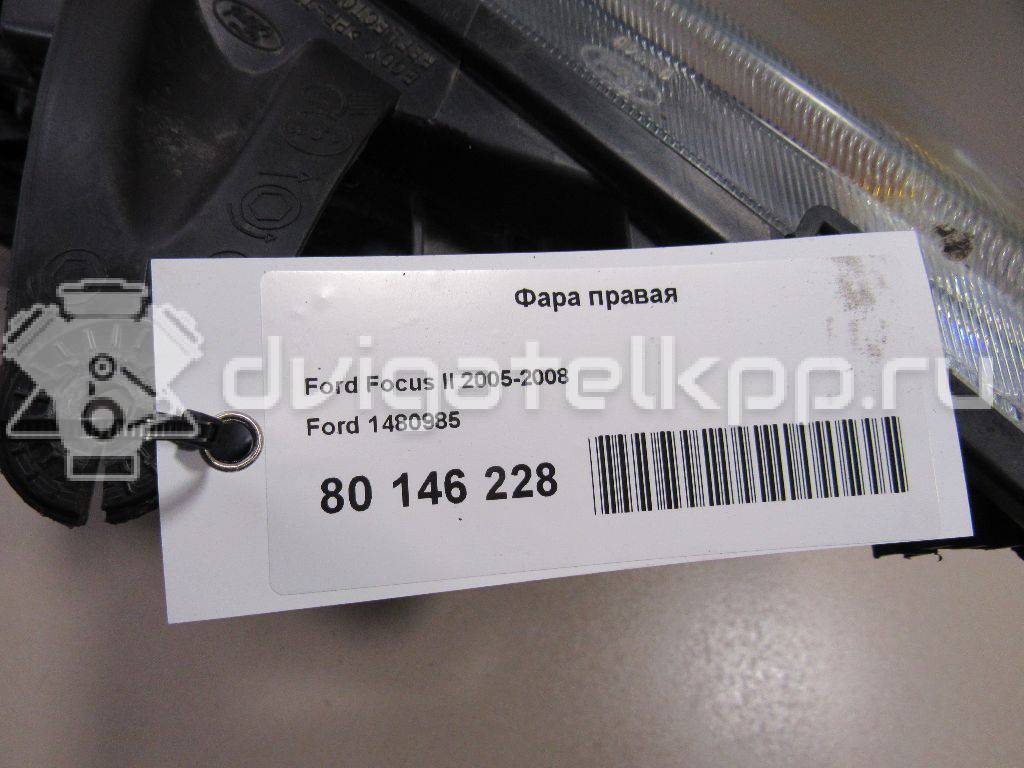 Фара правая
dvigatelkpp.ru
Ford Focus II 2005-2008
Ford 1480985
80 146 228